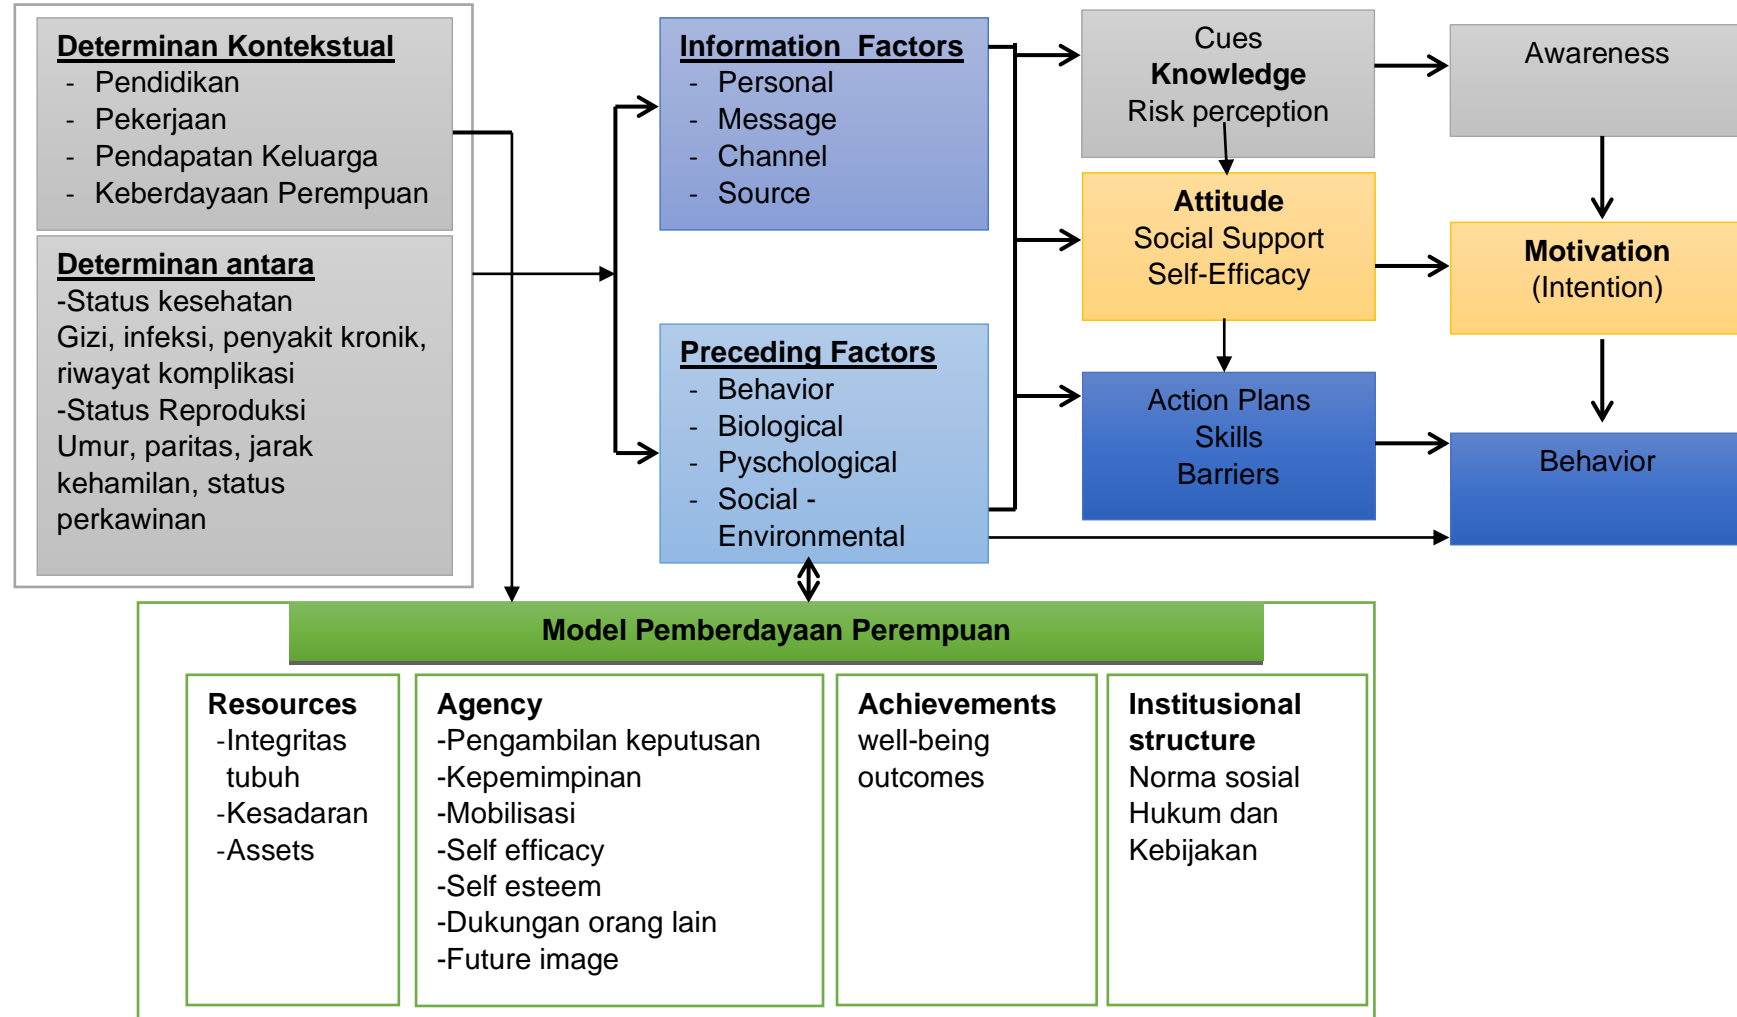 Determinan Kontekstual
- Pendidikan
- Pekerjaan
- Pendapatan Keluarga
- Keberdayaan Perempuan
Determinan antara
-Status kesehatan
Gizi, infeksi, penyakit kronik,
riwayat komplikasi
-Status Reproduksi
Umur, paritas, jarak
kehamilan, status
perkawinan
Information Factors
- Personal
- Message
- Channel
- Source
Preceding Factors
- Behavior
- Biological
- Pyschological
- Social -
Environmental
Cues
Knowledge
Risk perception
Attitude
Social Support
Self-Efficacy
Action Plans
Skills
Barriers
Awareness
Motivation
(Intention)
Behavior
Model Pemberdayaan Perempuan
Resources
-Integritas
tubuh
-Kesadaran
-Assets
Agency
-Pengambilan keputusan
-Kepemimpinan
-Mobilisasi
-Self efficacy
-Self esteem
-Dukungan orang lain
-Future image
Achievements
well-being
outcomes
Institusional
structure
Norma sosial
Hukum dan
Kebijakan